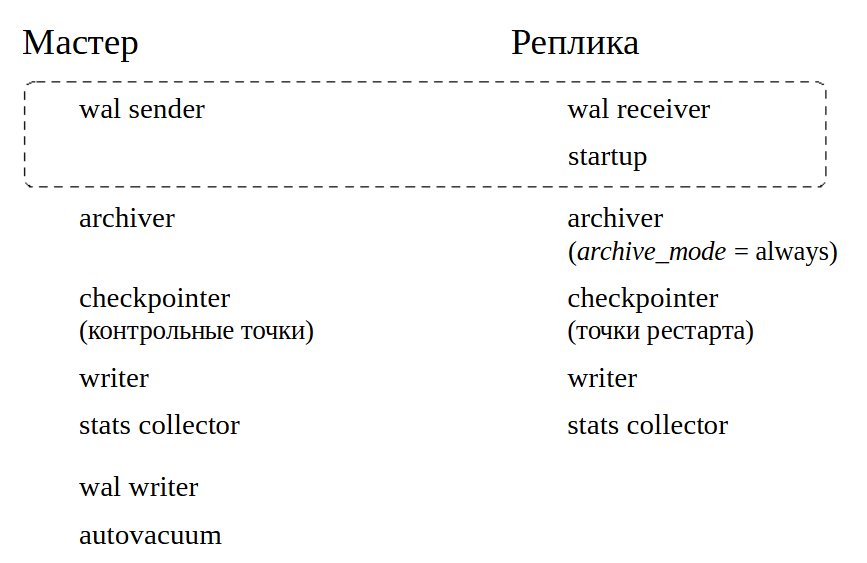 Мастер Реплика
wal sender wal receiver
startup
archiver archiver
(archive_mode = always)
checkpointer checkpointer
(контрольные точки) (точки рестарта)
writer writer
stats collector stats collector
wal writer
autovacuum